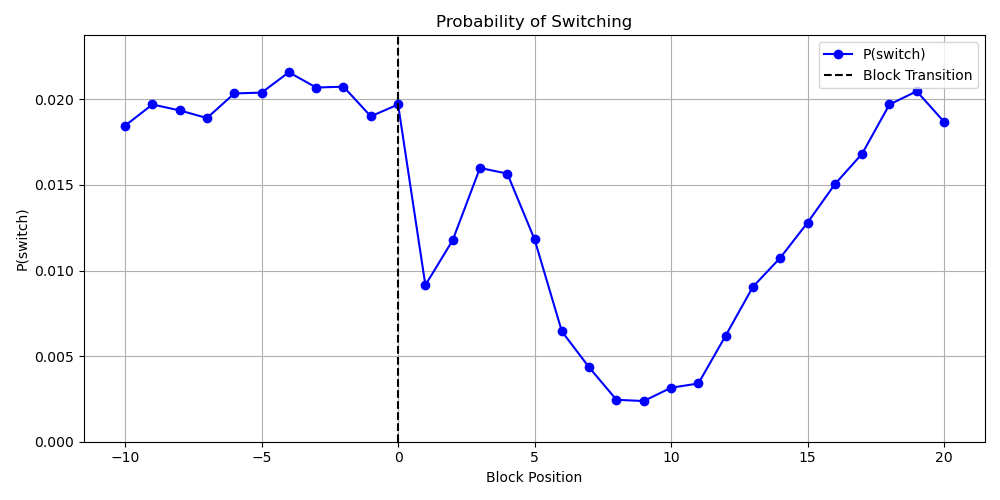 Probability of Switching
P(switch)
Block Transition
0.020
0.015
0.010
0.005
0.000
P(switch)
−10
−5
0
5
10
15
20
Block Position